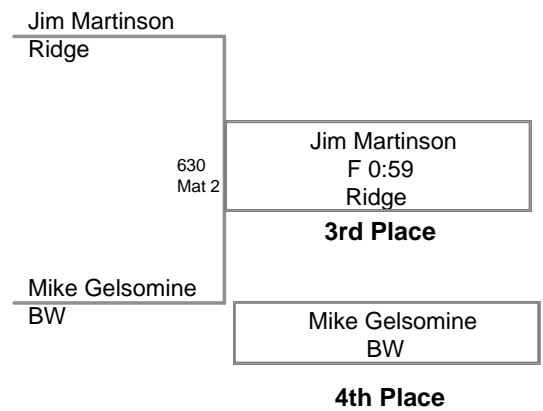 Jim Martinson
Ridge
630
Mat 2
Jim Martinson
F 0:59
Ridge
3rd Place
Mike Gelsomine
BW
Mike Gelsomine
BW
4th Place